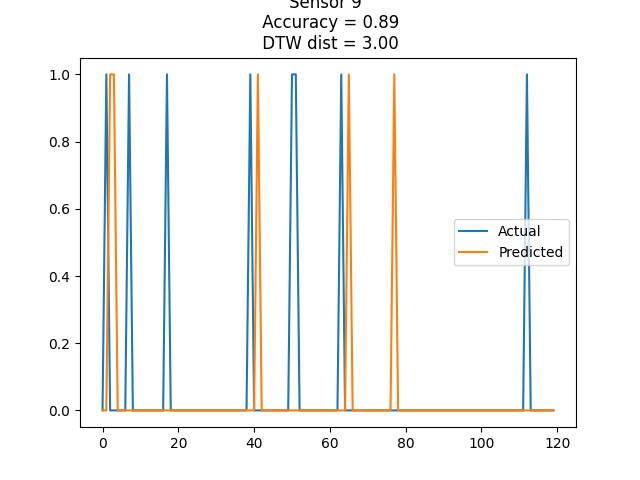 Sensor 9
Accuracy = 0.89
DTW dist = 3.00
1.0
0.8
0.6
0.4
0.2
0.0
Actual
Predicted
0 20 40 60 80 100 120